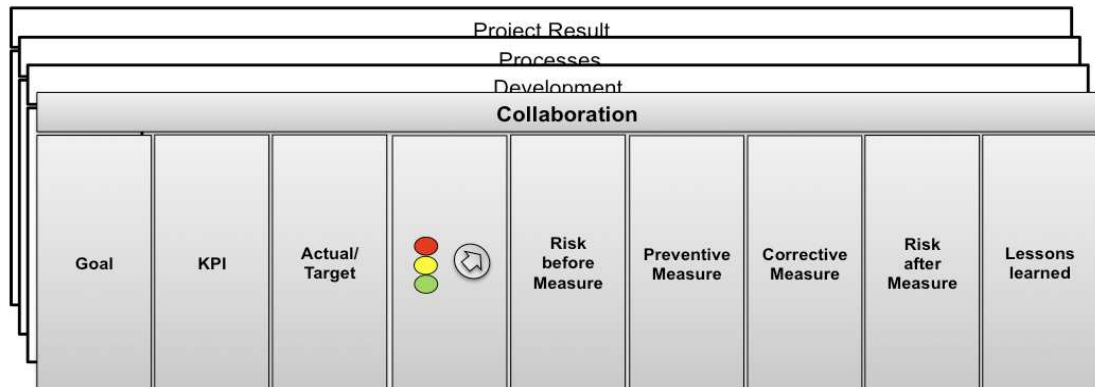 Project Result
Processes
Development
Collaboration
Goal
KPI
Actual/
Target
Risk
before
Measure
Preventive
Measure
Corrective
Measure
Risk
after
Measure
Lessons
learned